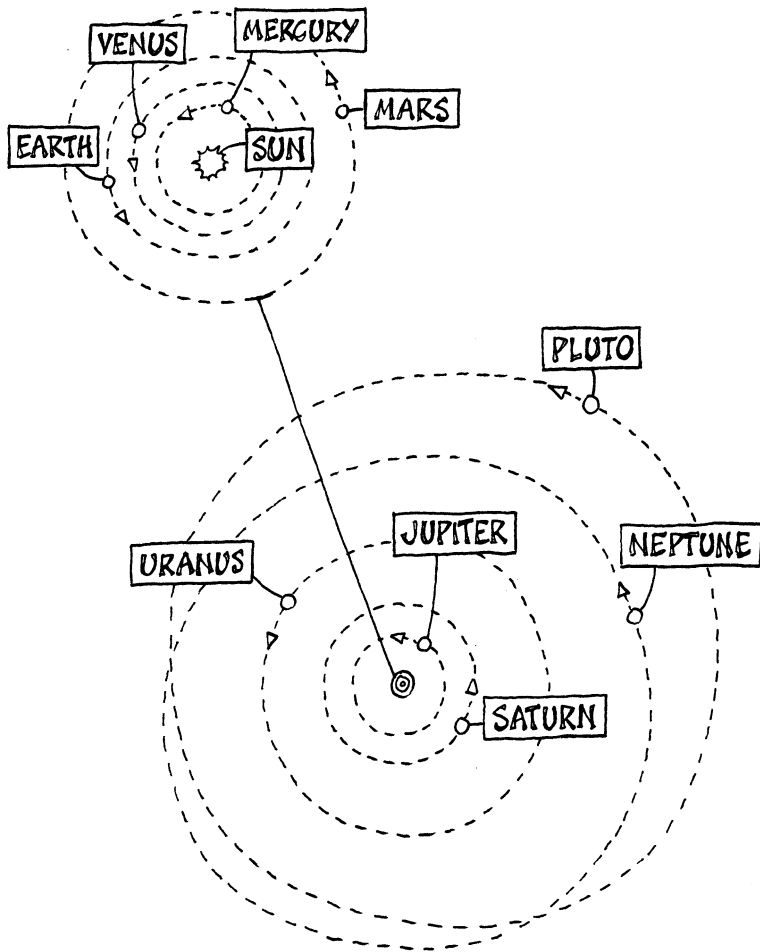 VENUS
MERCURY
MARS
EARTH
SUN
PLUTO
JUPITER
NEPTUNE
URANUS
SATURN